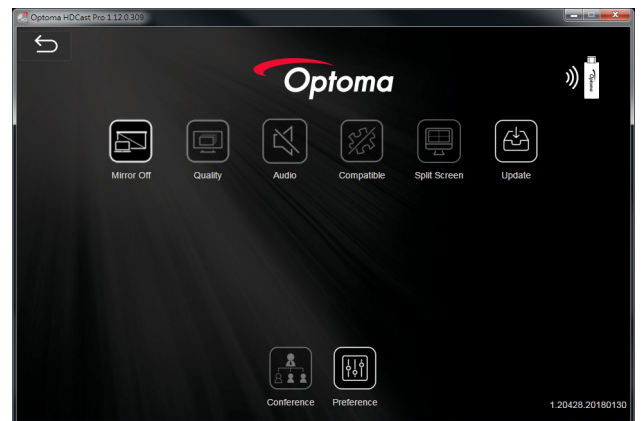 Optoma HDCast Pro 1.12.0.309
Optoma
Optoma
Mirror Off Quality Audio Compatible Split Screen Update
Conference Preference
1.20428.20180130